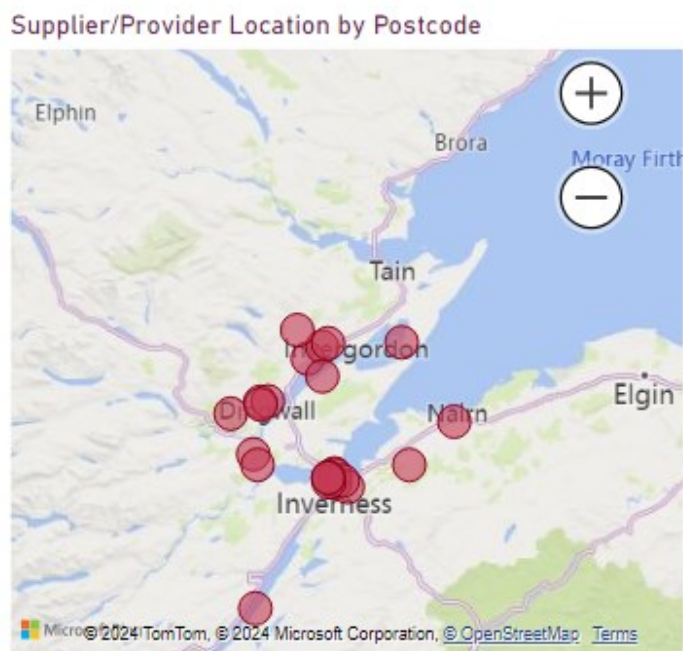 Supplier/Provider Location by Postcode
Elphin
Brora
Moray Firth
Tain
Invergordon
Dingwall
Nairn
Elgin
Inverness
© 2024 TomTom, © 2024 Microsoft Corporation, © OpenStreetMap Terms